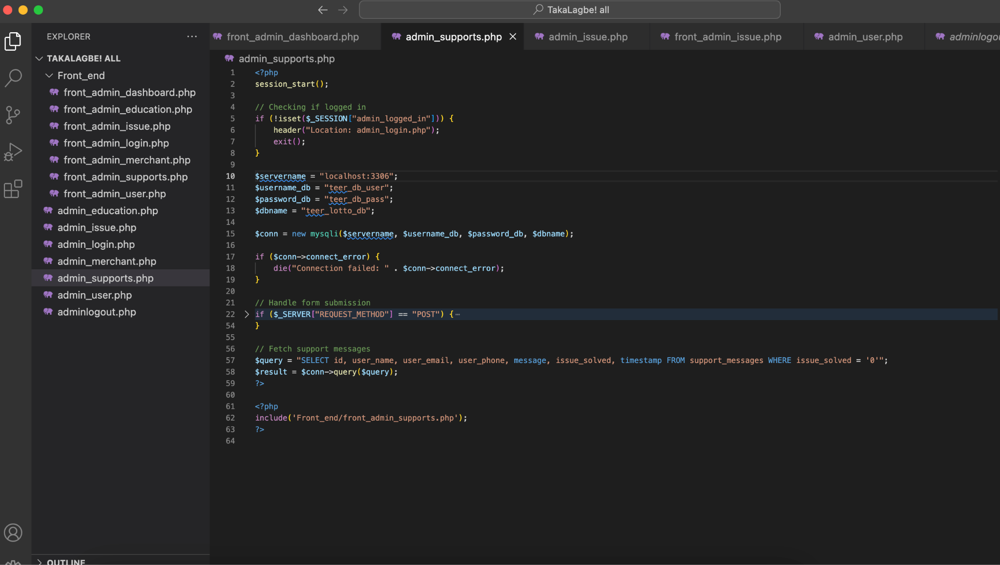 TakaLagbe! all
EXPLORER
front_admin_dashboard.php
admin_supports.php
admin_issue.php
front_admin_issue.php
admin_user.php
adminlogou
TAKALAGBE! ALL
Front_end
front_admin_dashboard.php
front_admin_education.php
front_admin_issue.php
front_admin_login.php
front_admin_merchant.php
front_admin_supports.php
front_admin_user.php
admin_education.php
admin_issue.php
admin_login.php
admin_merchant.php
admin_supports.php
admin_user.php
adminlogout.php
OUTLINE
admin_supports.php
1 <?php
2 session_start();
3
4 // Checking if logged in
5 if (!isset($_SESSION["admin_logged_in"])) {
6 header("Location: admin_login.php");
7 exit();
8 }
9
10 $servername = "localhost:3306";
11 $username_db = "teer_db_user";
12 $password_db = "teer_db_pass";
13 $dbname = "teer_lotto_db";
14
15 $conn = new mysqli($servername, $username_db, $password_db, $dbname);
16
17 if ($conn->connect_error) {
18 die("Connection failed: " . $conn->connect_error);
19 }
20
21 // Handle form submission
22 if ($_SERVER["REQUEST_METHOD"] == "POST") {…
54 }
55
56 // Fetch support messages
57 $query = "SELECT id, user_name, user_email, user_phone, message, issue_solved, timestamp FROM support_messages WHERE issue_solved = '0'";
58 $result = $conn->query($query);
59 ?>
60
61 <?php
62 include('Front_end/front_admin_supports.php');
63 ?>
64